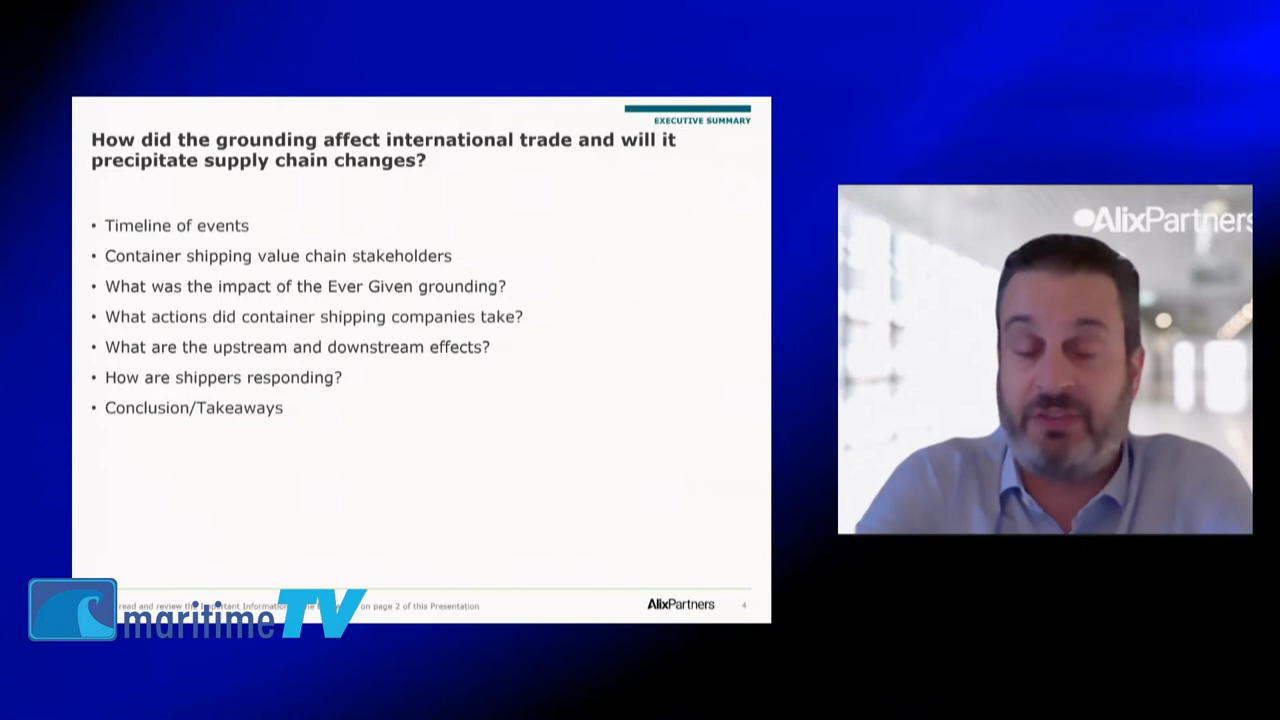 EXECUTIVE SUMMARY
How did the grounding affect international trade and will it
precipitate supply chain changes?
• Timeline of events
• Container shipping value chain stakeholders
• What was the impact of the Ever Given grounding?
• What actions did container shipping companies take?
• What are the upstream and downstream effects?
• How are shippers responding?
• Conclusion/Takeaways
read and review the Important Information on page 2 of this Presentation
AlixPartners
4
maritimeTV
AlixPartners